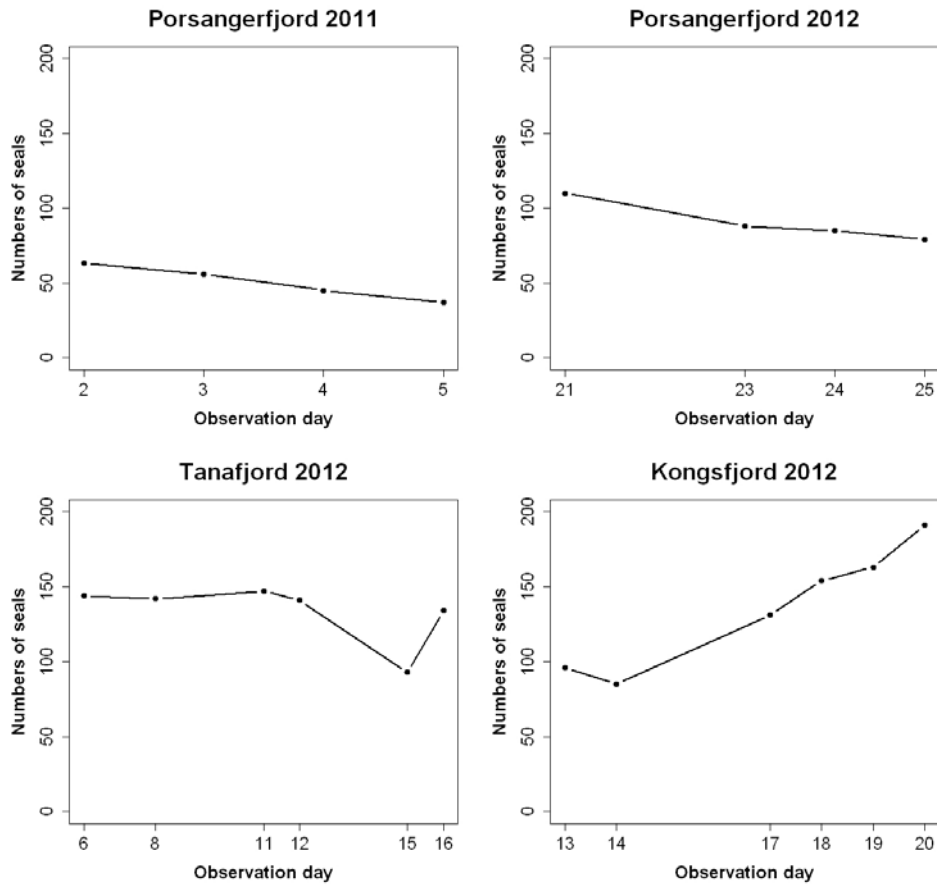 Porsangerfjord 2011
Numbers of seals
200
150
100
50
0
2 3 4 5
Observation day
Porsangerfjord 2012
Numbers of seals
200
150
100
50
0
21 23 24 25
Observation day
Tanafjord 2012
Numbers of seals
200
150
100
50
0
6 8 11 12 15 16
Observation day
Kongsfjord 2012
Numbers of seals
200
150
100
50
0
13 14 17 18 19 20
Observation day